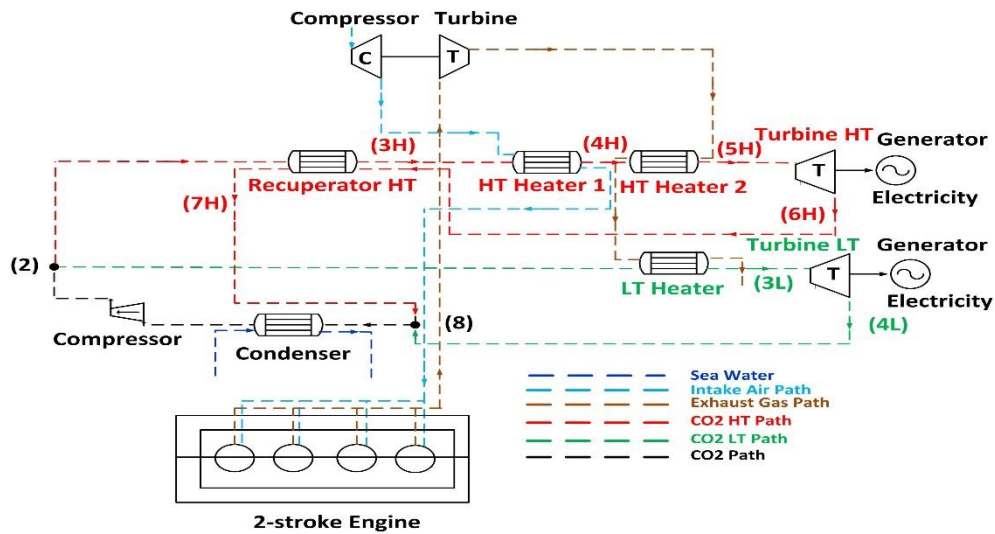 Compressor Turbine
C
T
(3H)
(4H)
(5H)
Turbine HT
Generator
Recuperator HT
HT Heater 1
HT Heater 2
T
Electricity
(7H)
(6H)
Turbine LT
Generator
(2)
LT Heater
(3L)
T
Electricity
Compressor
Condenser
(8)
(4L)
Sea Water
Intake Air Path
Exhaust Gas Path
CO2 HT Path
CO2 LT Path
CO2 Path
2-stroke Engine